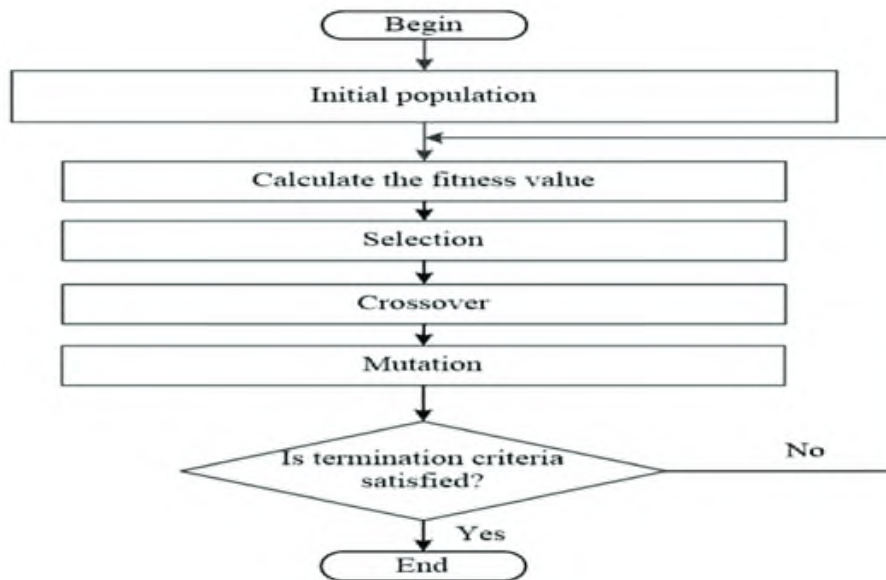 Begin
Initial population
Calculate the fitness value
Selection
Crossover
Mutation
Is termination criteria
satisfied?
No
Yes
End